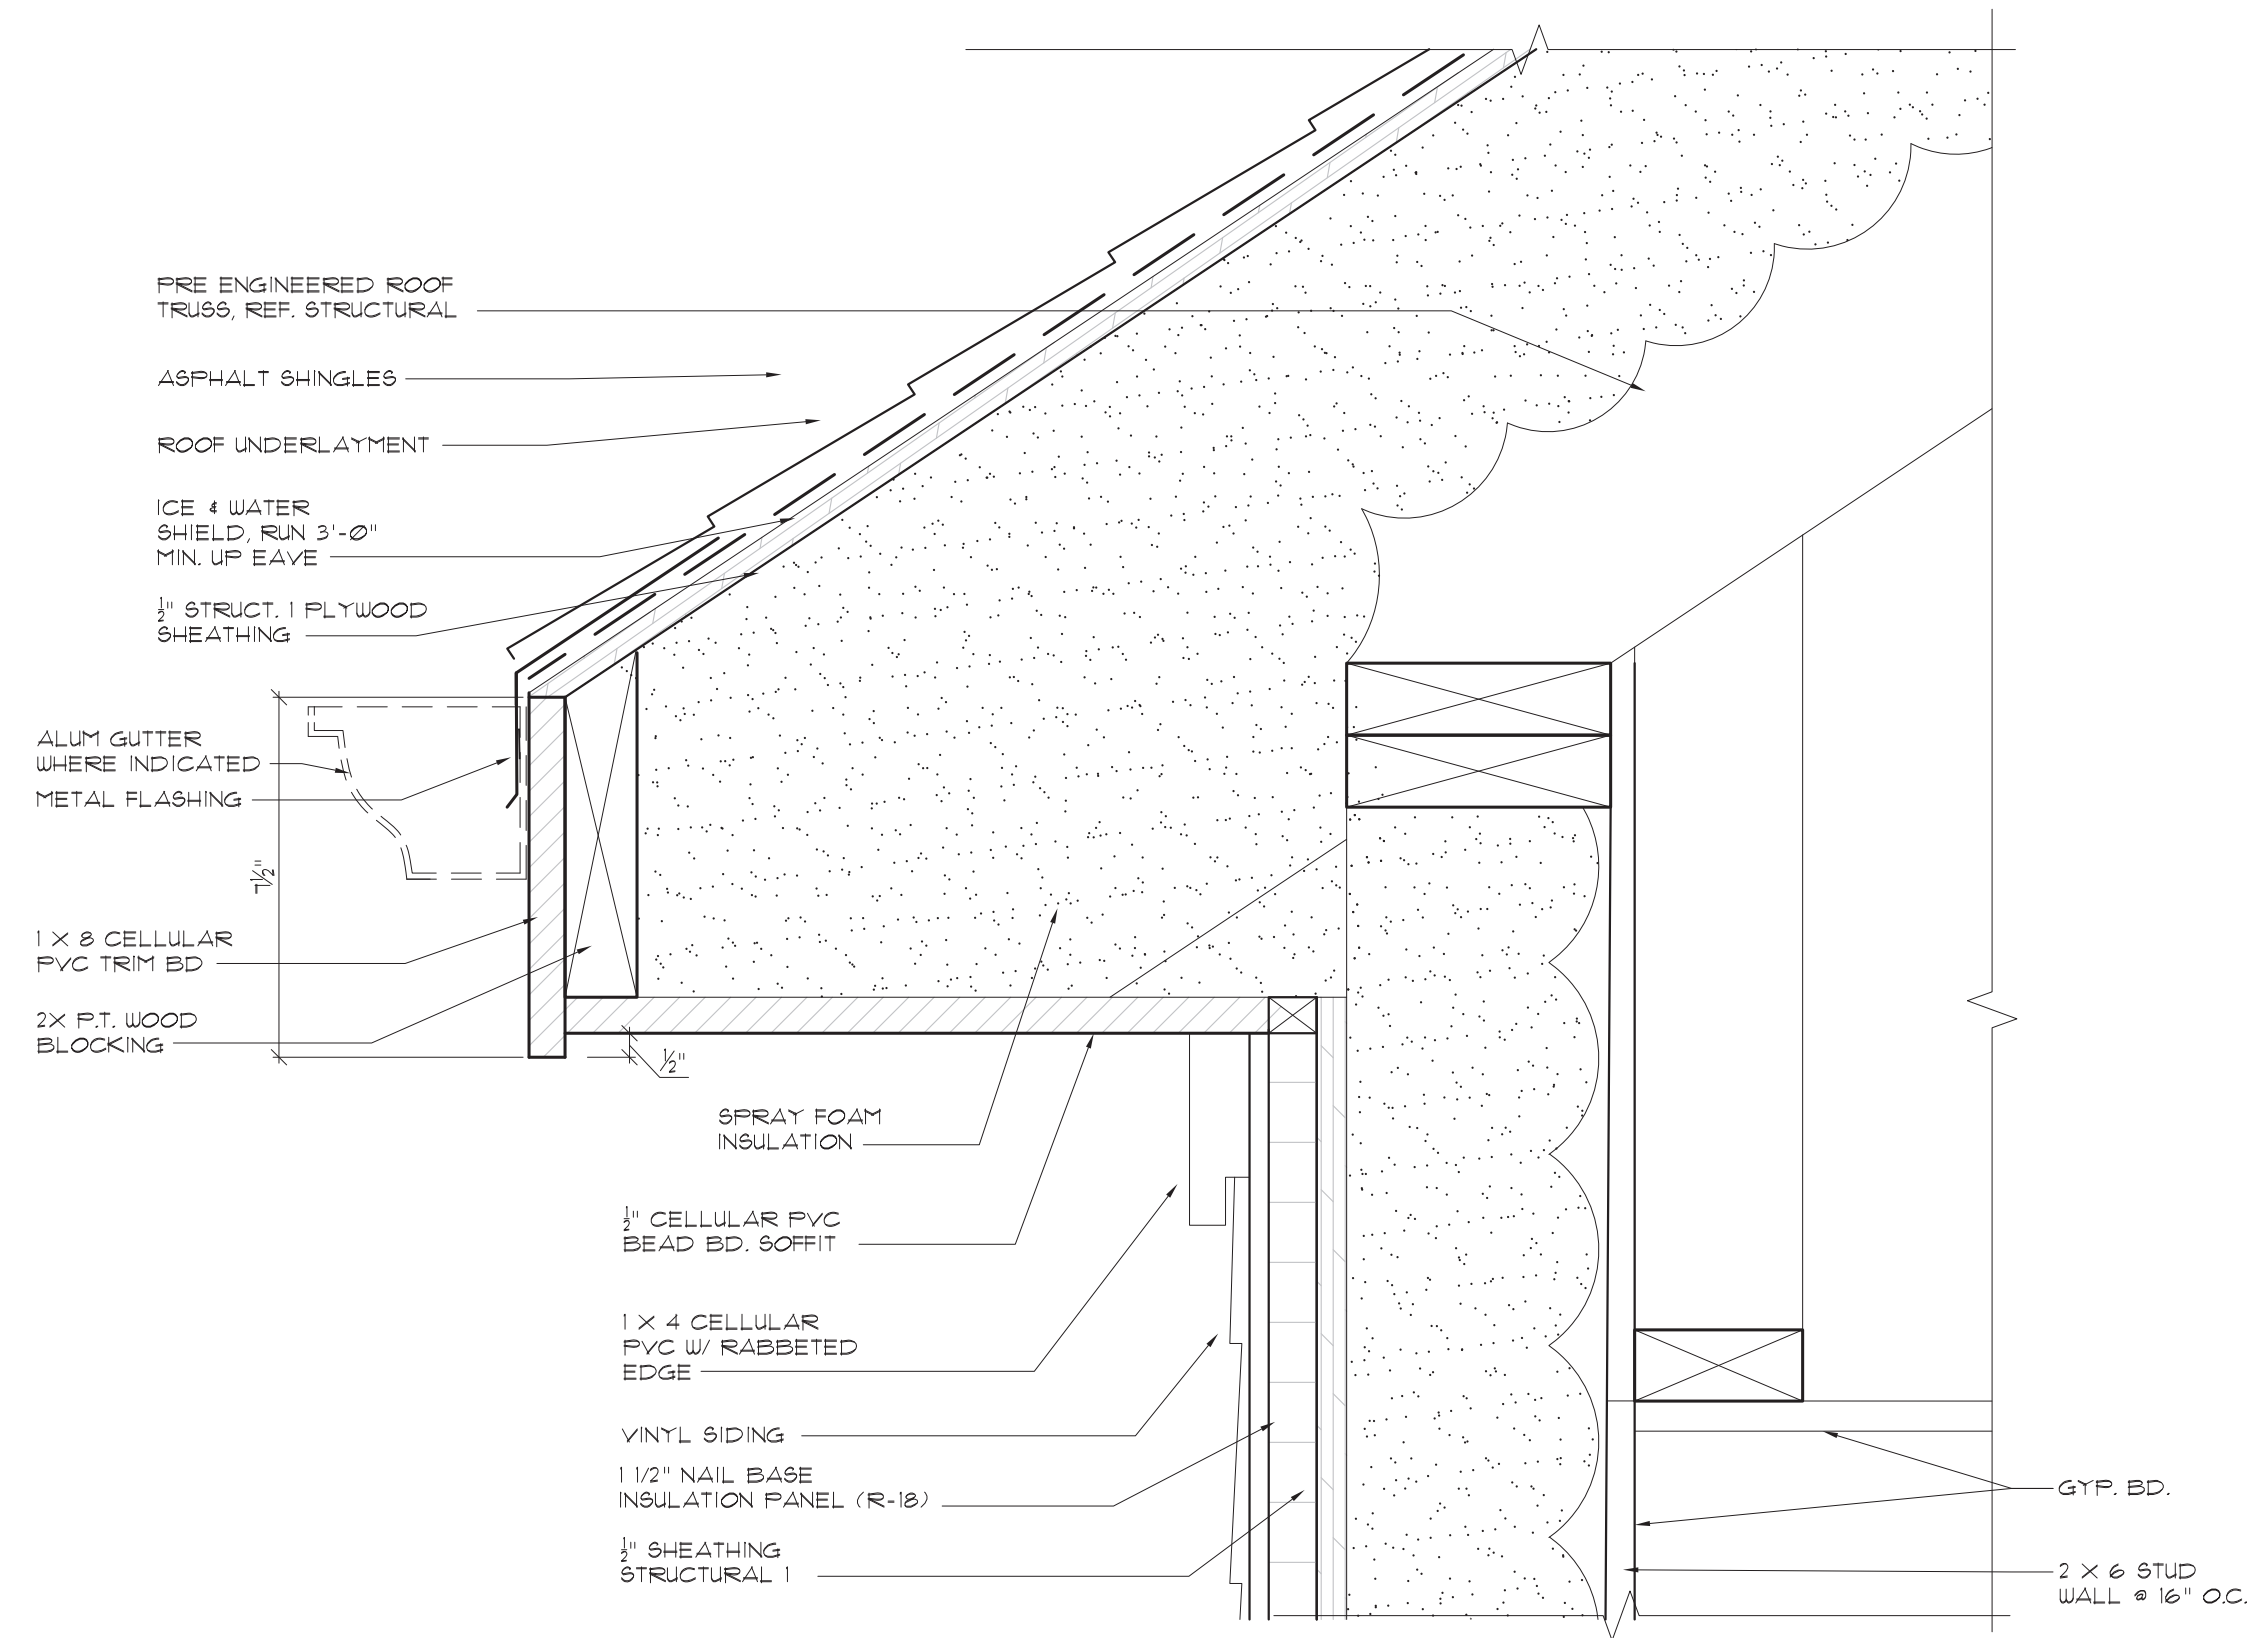 PRE ENGINEERED ROOF
TRUSS, REF. STRUCTURAL
ASPHALT SHINGLES
ROOF UNDERLAYMENT
ICE & WATER
SHIELD, RUN 3'-0"
MIN. UP EAVE
1/2" STRUCT. 1 PLYWOOD
SHEATHING
ALUM GUTTER
WHERE INDICATED
METAL FLASHING
7 1/2"
1 X 8 CELLULAR
PVC TRIM BD
2X P.T. WOOD
BLOCKING
1/2"
SPRAY FOAM
INSULATION
1/2" CELLULAR PVC
BEAD BD. SOFFIT
1 X 4 CELLULAR
PVC W/ RABBETED
EDGE
VINYL SIDING
1 1/2" NAIL BASE
INSULATION PANEL (R-18)
1/2" SHEATHING
STRUCTURAL 1
GYP. BD.
2 X 6 STUD
WALL @ 16" O.C.